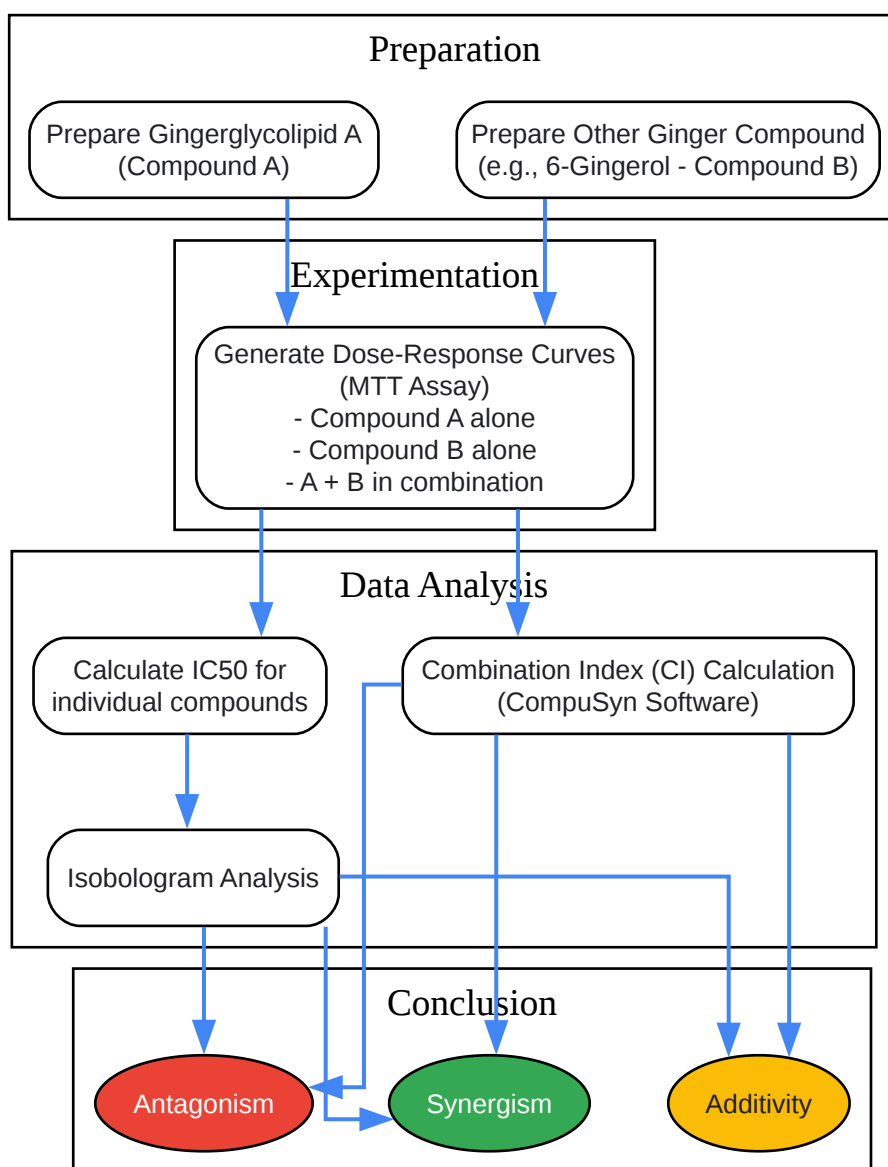 Preparation
Prepare Gingerglycolipid A
(Compound A)
Prepare Other Ginger Compound
(e.g., 6-Gingerol - Compound B)
Experimentation
Generate Dose-Response Curves
(MTT Assay)
- Compound A alone
- Compound B alone
- A + B in combination
Data Analysis
Calculate IC50 for
individual compounds
Combination Index (CI) Calculation
(CompuSyn Software)
Isobologram Analysis
Conclusion
Antagonism
Synergism
Additivity